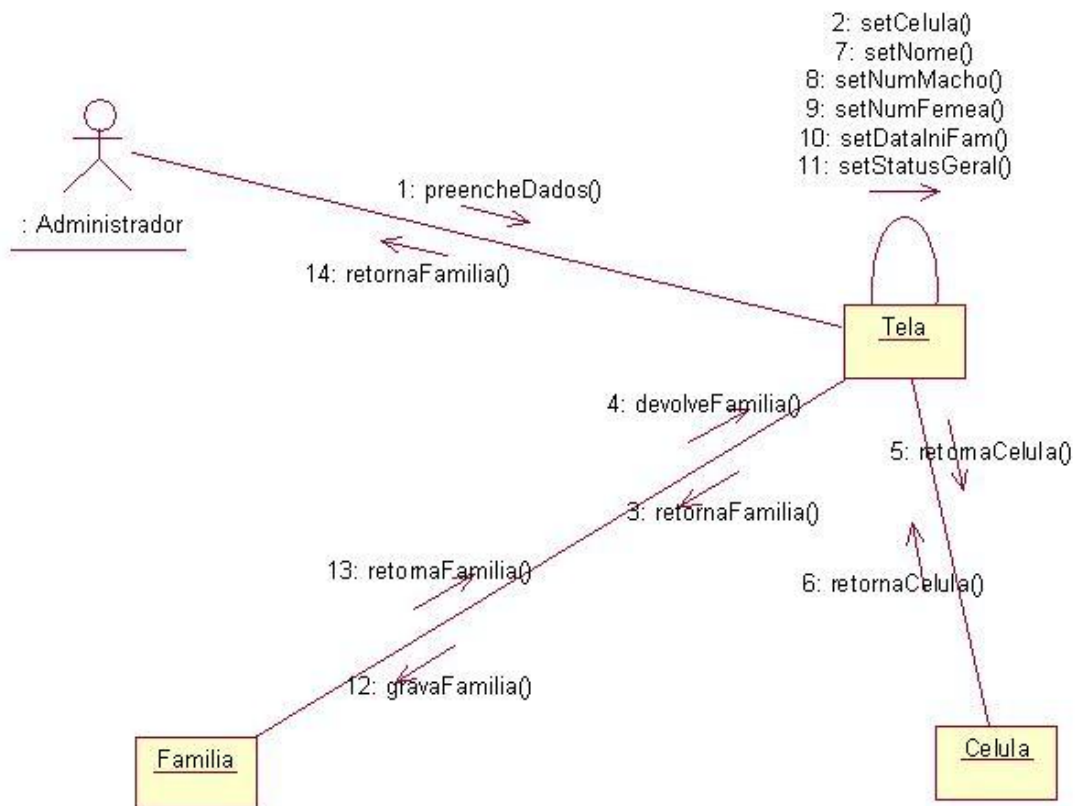 2: setCelula()
7: setNome()
8: setNumMacho()
9: setNumFemea()
10: setDataIniFam()
11: setStatusGeral()
1: preencheDados()
: Administrador
14: retornaFamilia()
Tela
4: devolveFamilia()
5: retornaCelula()
3: retornaFamilia()
13: retornaFamilia()
6: retornaCelula()
12: gravaFamilia()
Familia
Celula